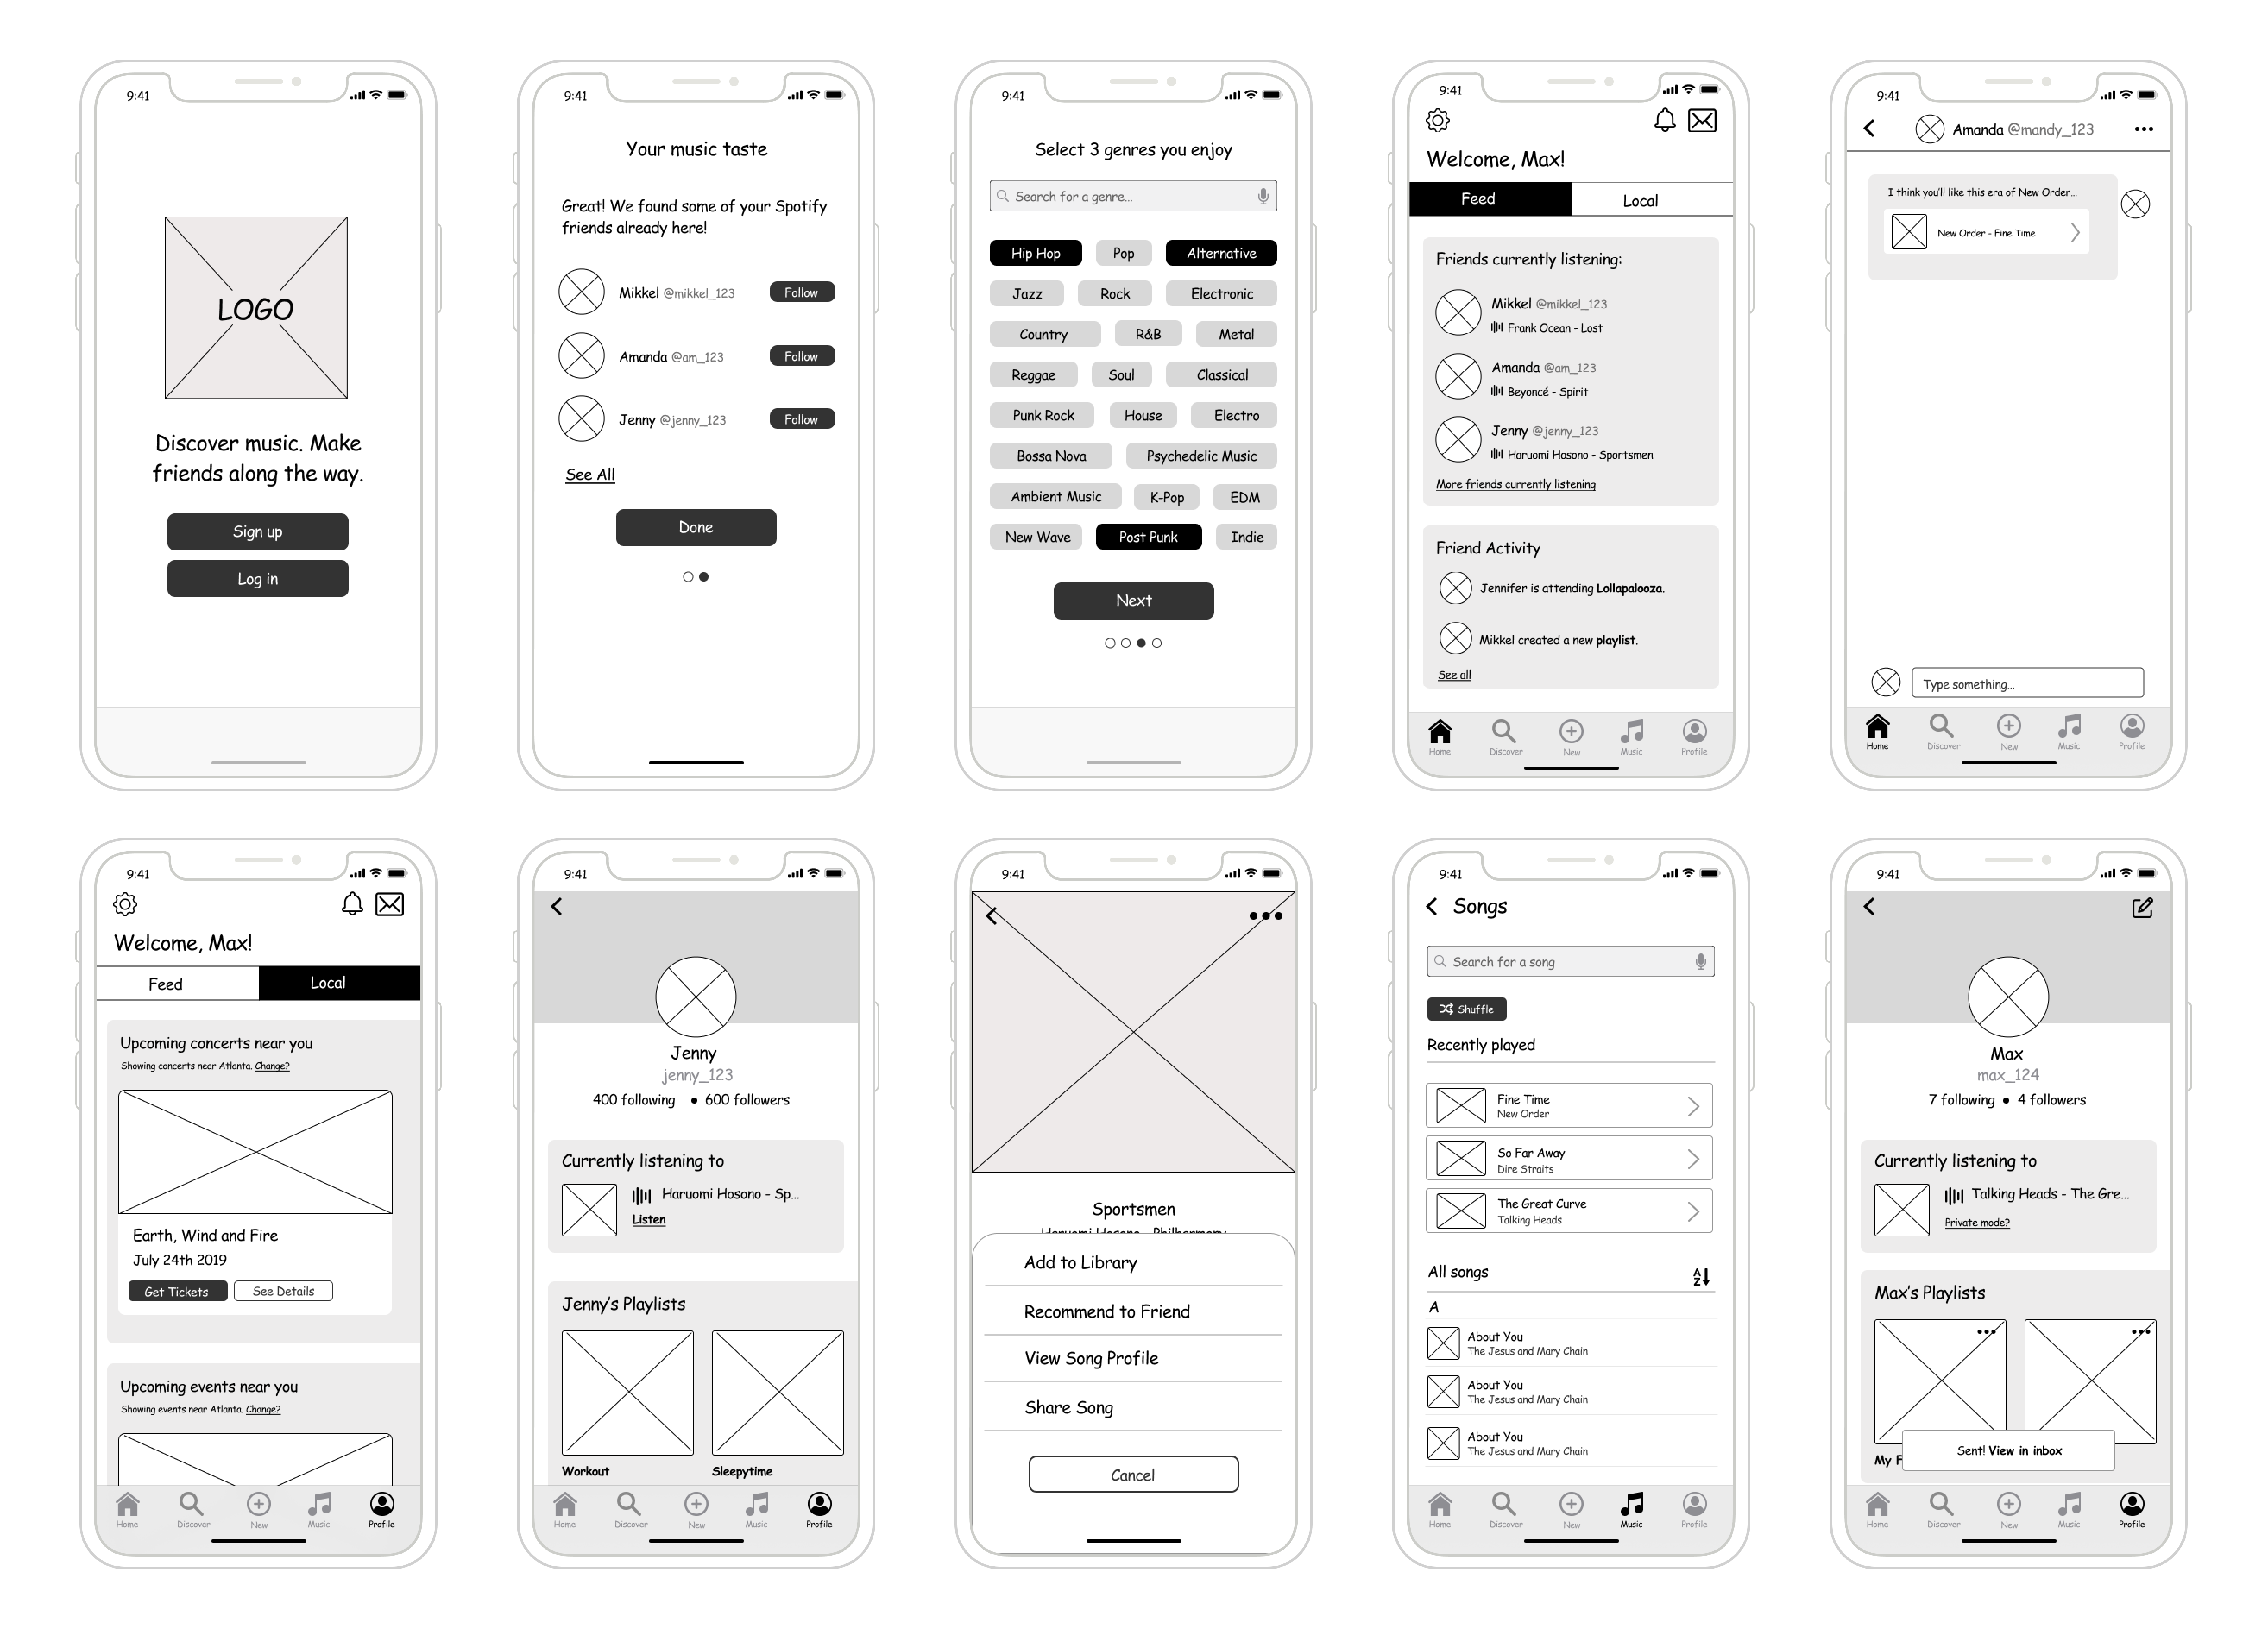 9:41
LOGO
Discover music. Make
friends along the way.
Sign up
Log in
9:41
Your music taste
Great! We found some of your Spotify
friends already here!
Mikkel @mikkel_123 Follow
Amanda @am_123 Follow
Jenny @jenny_123 Follow
See All
Done
9:41
Select 3 genres you enjoy
Search for a genre...
Hip Hop Pop Alternative
Jazz Rock Electronic
Country R&B Metal
Reggae Soul Classical
Punk Rock House Electro
Bossa Nova Psychedelic Music
Ambient Music K-Pop EDM
New Wave Post Punk Indie
Next
9:41
Welcome, Max!
Feed Local
Friends currently listening:
Mikkel @mikkel_123
Frank Ocean - Lost
Amanda @am_123
Beyoncé - Spirit
Jenny @jenny_123
Haruomi Hosono - Sportsmen
More friends currently listening
Friend Activity
Jennifer is attending Lollapalooza.
Mikkel created a new playlist.
See all
Home Discover New Music Profile
9:41
Amanda @mandy_123
I think you'll like this era of New Order...
New Order - Fine Time
Type something...
Home Discover New Music Profile
9:41
Welcome, Max!
Feed Local
Upcoming concerts near you
Showing concerts near Atlanta. Change?
Earth, Wind and Fire
July 24th 2019
Get Tickets See Details
Upcoming events near you
Showing events near Atlanta. Change?
Home Discover New Music Profile
9:41
Jenny
jenny_123
400 following • 600 followers
Currently listening to
Haruomi Hosono - Sp...
Listen
Jenny's Playlists
Workout Sleepytime
Home Discover New Music Profile
9:41
Sportsmen
Haruomi Hosono - Philharmony
Add to Library
Recommend to Friend
View Song Profile
Share Song
Cancel
9:41
Songs
Search for a song
Shuffle
Recently played
Fine Time
New Order
So Far Away
Dire Straits
The Great Curve
Talking Heads
All songs AZ
A
About You
The Jesus and Mary Chain
About You
The Jesus and Mary Chain
About You
The Jesus and Mary Chain
Home Discover New Music Profile
9:41
Max
max_124
7 following • 4 followers
Currently listening to
Talking Heads - The Gre...
Private mode?
Max's Playlists
My F
Sent! View in inbox
Home Discover New Music Profile